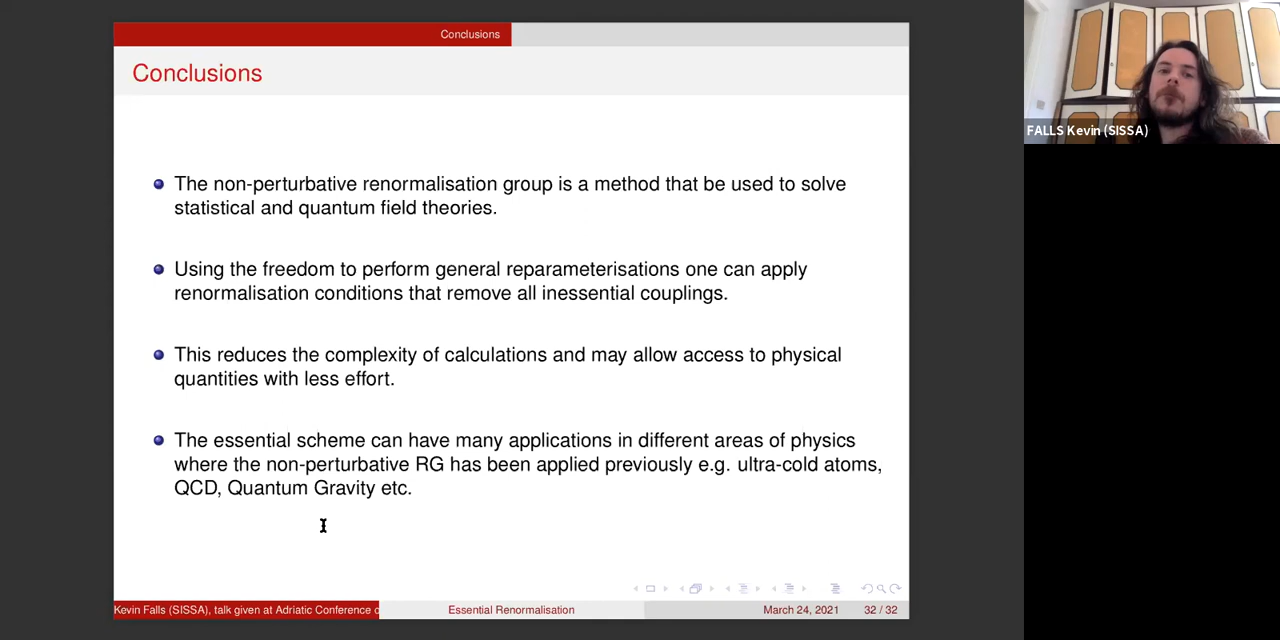 Conclusions
Conclusions
The non-perturbative renormalisation group is a method that be used to solve
statistical and quantum field theories.
Using the freedom to perform general reparameterisations one can apply
renormalisation conditions that remove all inessential couplings.
This reduces the complexity of calculations and may allow access to physical
quantities with less effort.
The essential scheme can have many applications in different areas of physics
where the non-perturbative RG has been applied previously e.g. ultra-cold atoms,
QCD, Quantum Gravity etc.
Kevin Falls (SISSA), talk given at Adriatic Conference
Essential Renormalisation
March 24, 2021
32 / 32
FALLS Kevin (SISSA)